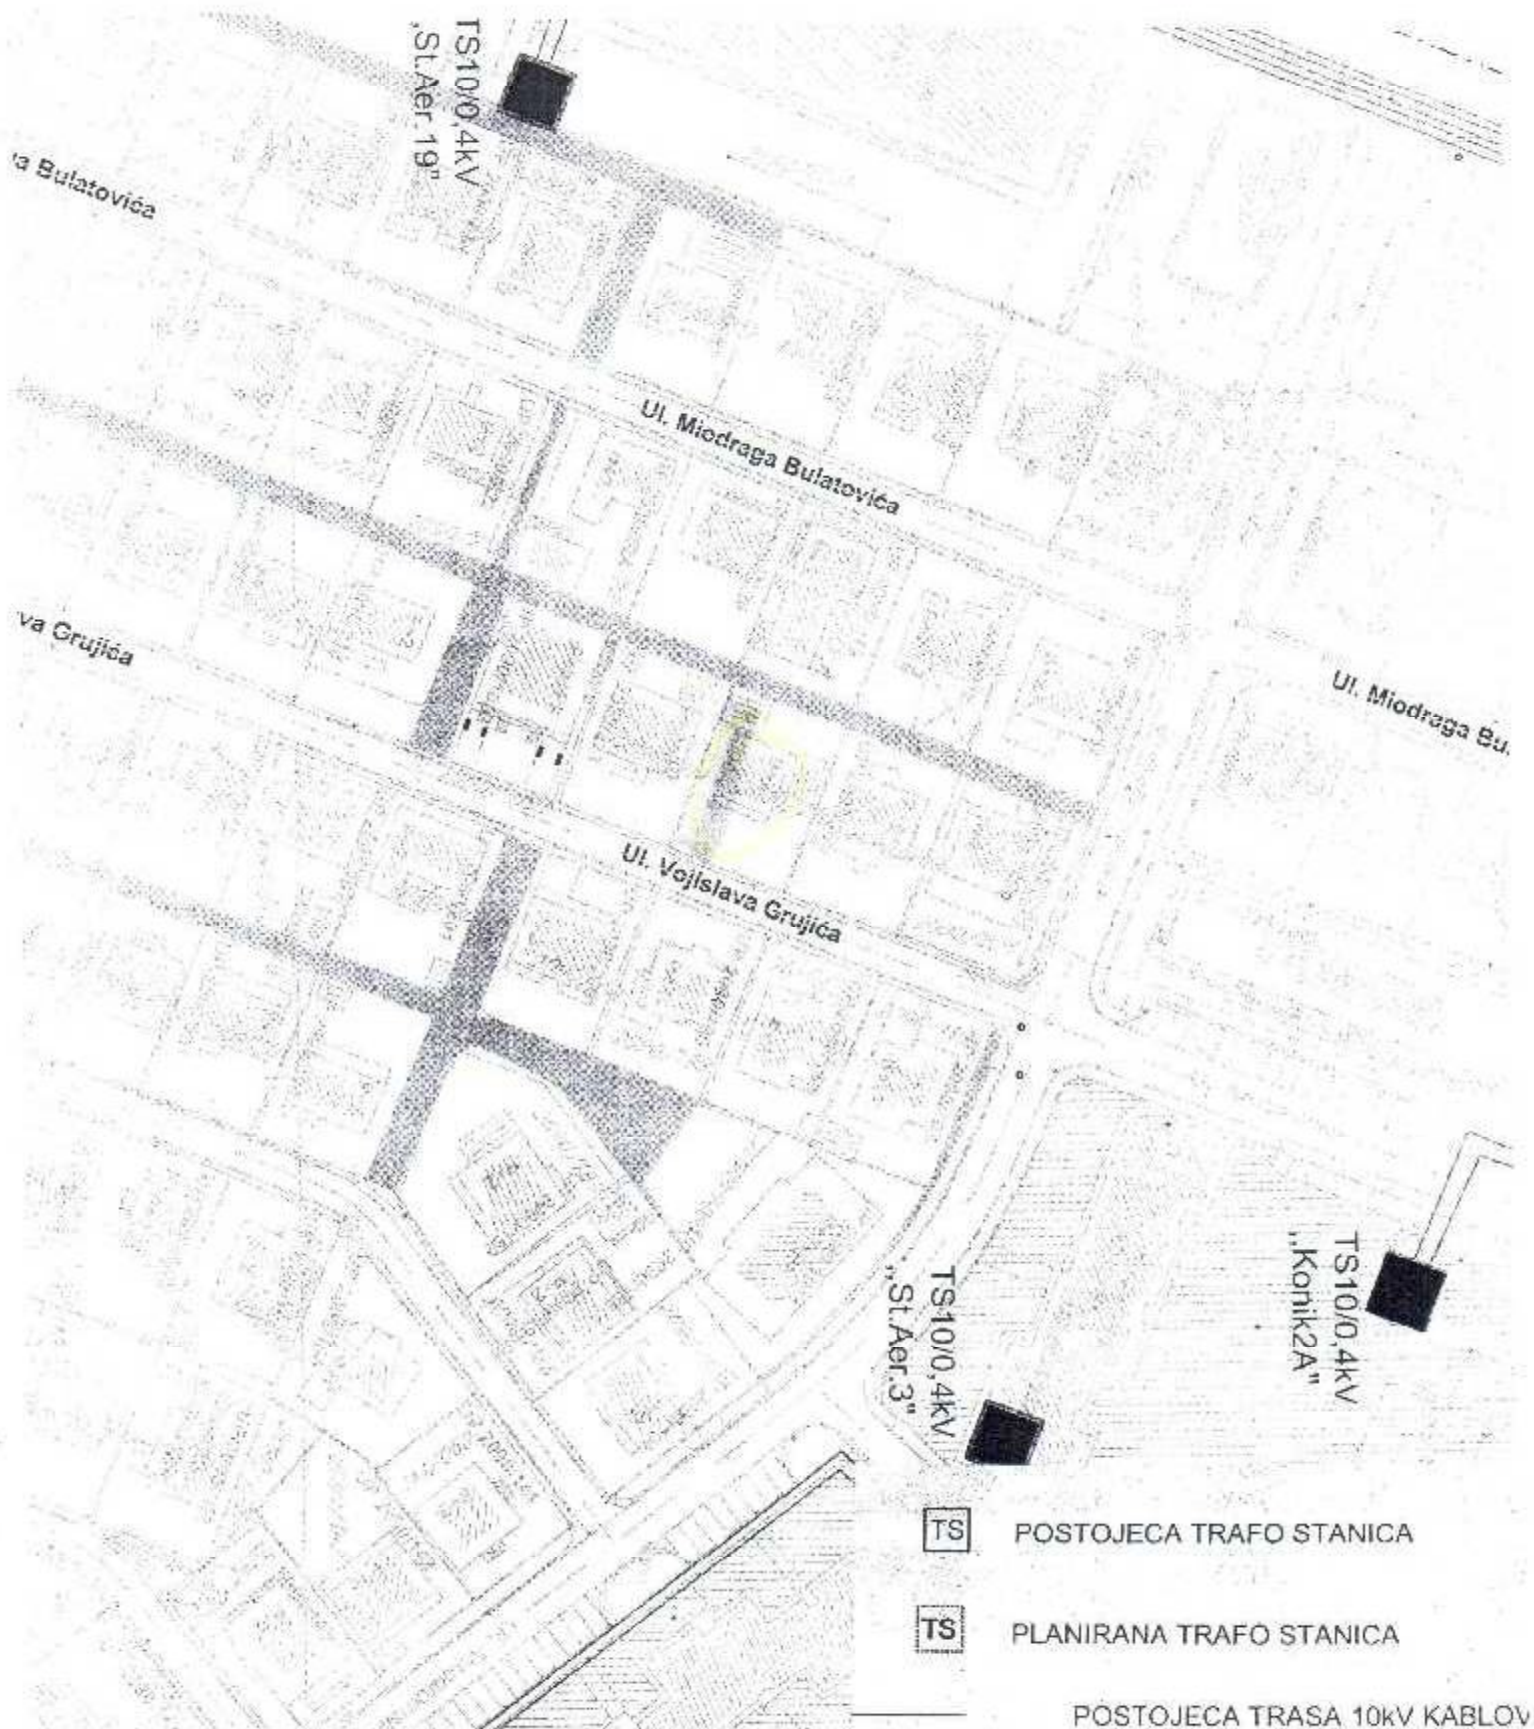 TS10/0,4kV
„St.Aer.19"
Bulatovića
Ul. Miodraga Bulatovića
va Grujića
Ul. Miodraga Bu.
Ul. Vojislava Grujića
TS10/0,4kV
„Konik2A"
TS10/0,4kV
„St.Aer.3"
TS POSTOJECA TRAFO STANICA
TS PLANIRANA TRAFO STANICA
POSTOJECA TRASA 10kV KABLOV